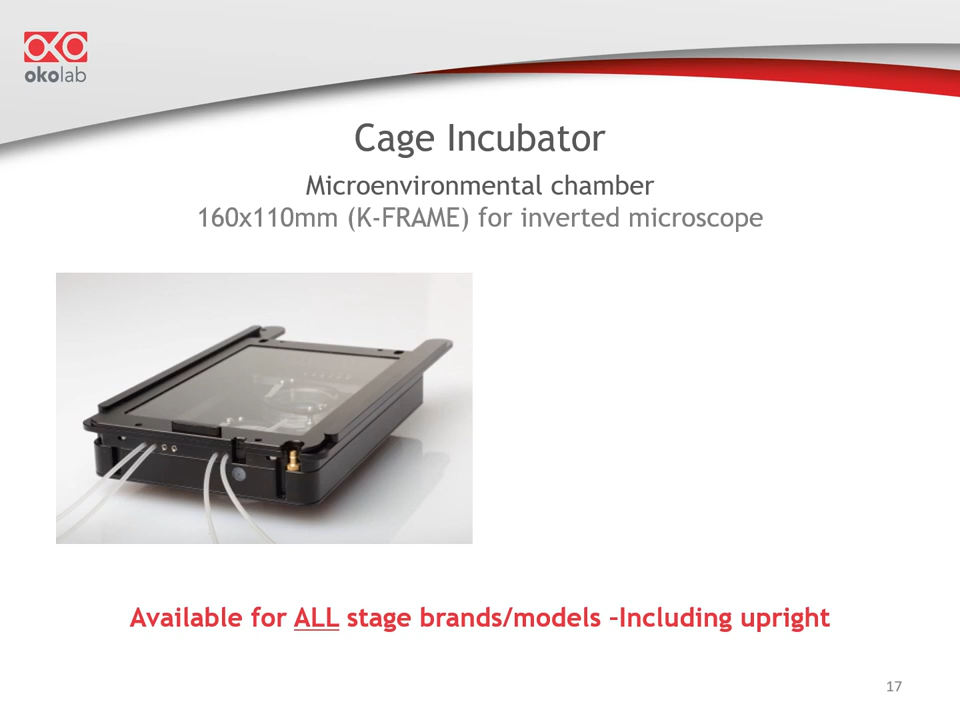 okolab
Cage Incubator
Microenvironmental chamber
160x110mm (K-FRAME) for inverted microscope
Available for ALL stage brands/models –Including upright
17